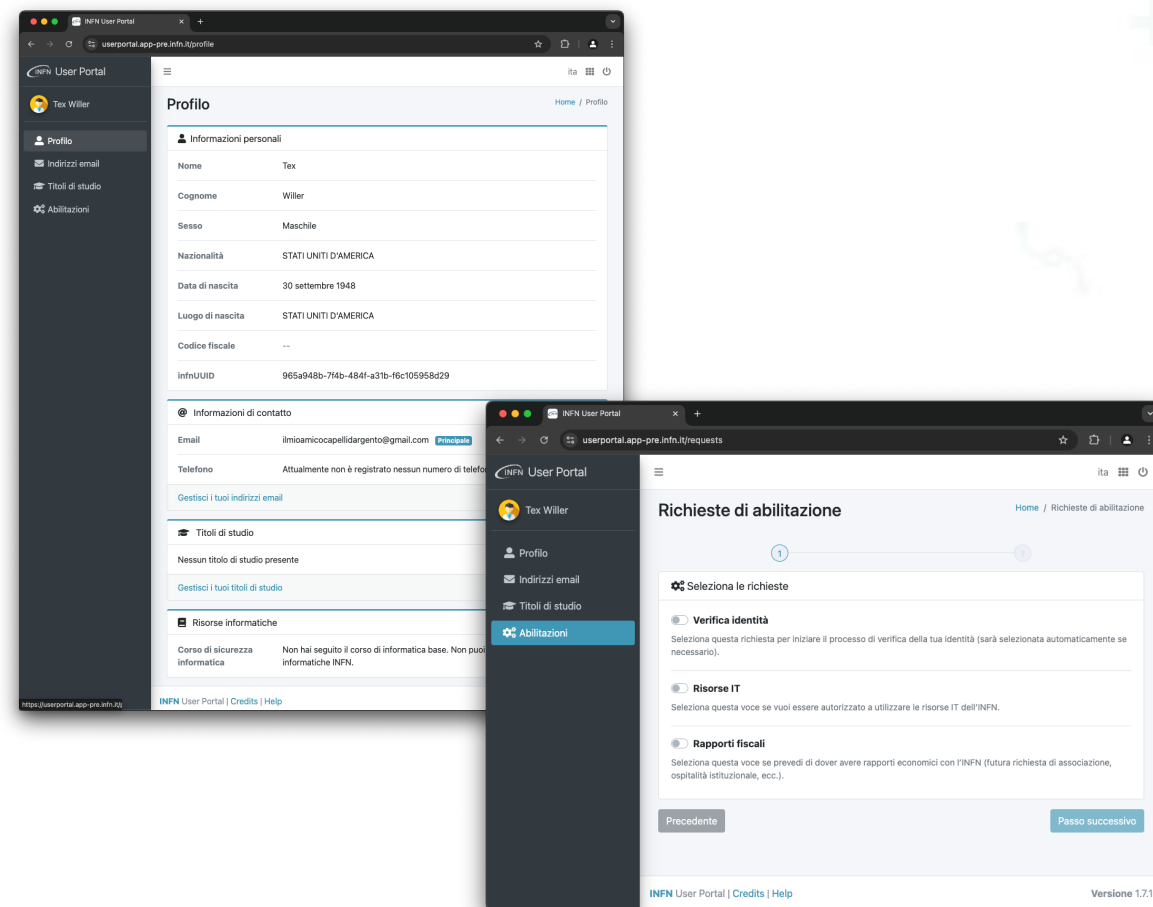 INFN User Portal
userportal.app-pre.infn.it/profile
INFN User Portal
ita
Tex Willer
Profilo
Home / Profilo
Profilo
Indirizzi email
Titoli di studio
Abilitazioni
Informazioni personali
Nome Tex
Cognome Willer
Sesso Maschile
Nazionalità STATI UNITI D'AMERICA
Data di nascita 30 settembre 1948
Luogo di nascita STATI UNITI D'AMERICA
Codice fiscale --
infnUUID 965a948b-7f4b-484f-a31b-f6c105958d29
Informazioni di contatto
Email ilmioamicocapellidargento@gmail.com Principale
Telefono Attualmente non è registrato nessun numero di
Gestisci i tuoi indirizzi email
Titoli di studio
Nessun titolo di studio presente
Gestisci i tuoi titoli di studio
Risorse informatiche
Corso di sicurezza informatica
Non hai seguito il corso di informatica base. Non puoi
informatiche INFN.
INFN User Portal | Credits | Help
https://userportal.app-pre.infn.it/
INFN User Portal
userportal.app-pre.infn.it/requests
INFN User Portal
ita
Tex Willer
Profilo
Indirizzi email
Titoli di studio
Abilitazioni
Richieste di abilitazione
Home / Richieste di abilitazione
1
2
Seleziona le richieste
Verifica identità
Seleziona questa richiesta per iniziare il processo di verifica della tua identità (sarà selezionata automaticamente se
necessario).
Risorse IT
Seleziona questa voce se vuoi essere autorizzato a utilizzare le risorse IT dell'INFN.
Rapporti fiscali
Seleziona questa voce se prevedi di dover avere rapporti economici con l'INFN (futura richiesta di associazione,
ospitalità istituzionale, ecc.).
Precedente
Passo successivo
INFN User Portal | Credits | Help
Versione 1.7.1